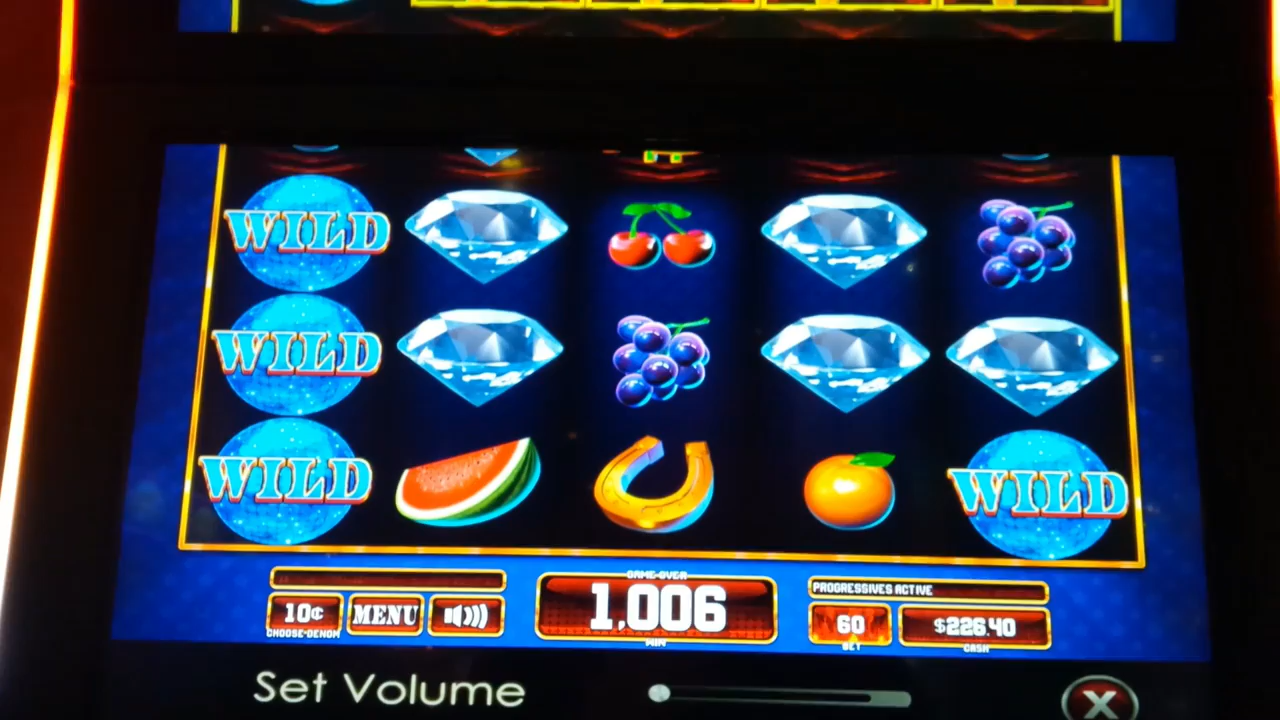 WILD
WILD
WILD
WILD
GAME OVER
PROGRESSIVES ACTIVE
10¢
MENU
1,006
60
$226.40
CHOOSE DENOM
WIN
BET
CASH
Set Volume
X